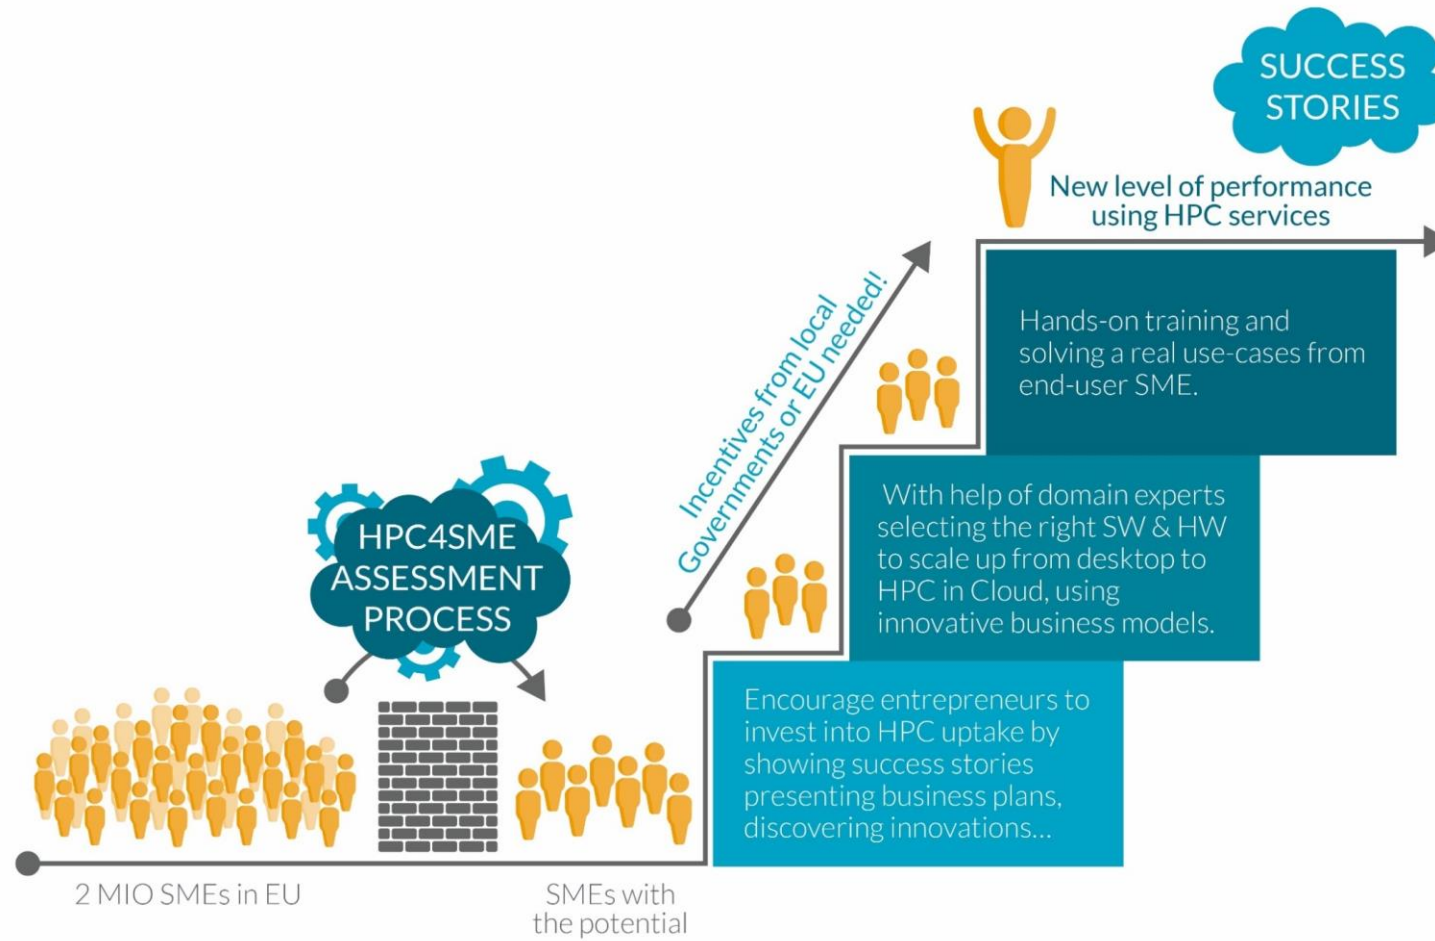 SUCCESS
STORIES
New level of performance
using HPC services
Incentives from local
Governments or EU needed!
Hands-on training and
solving a real use-cases from
end-user SME.
With help of domain experts
selecting the right SW & HW
to scale up from desktop to
HPC in Cloud, using
innovative business models.
HPC4SME
ASSESSMENT
PROCESS
Encourage entrepreneurs to
invest into HPC uptake by
showing success stories
presenting business plans,
discovering innovations...
2 MIO SMEs in EU
SMEs with
the potential